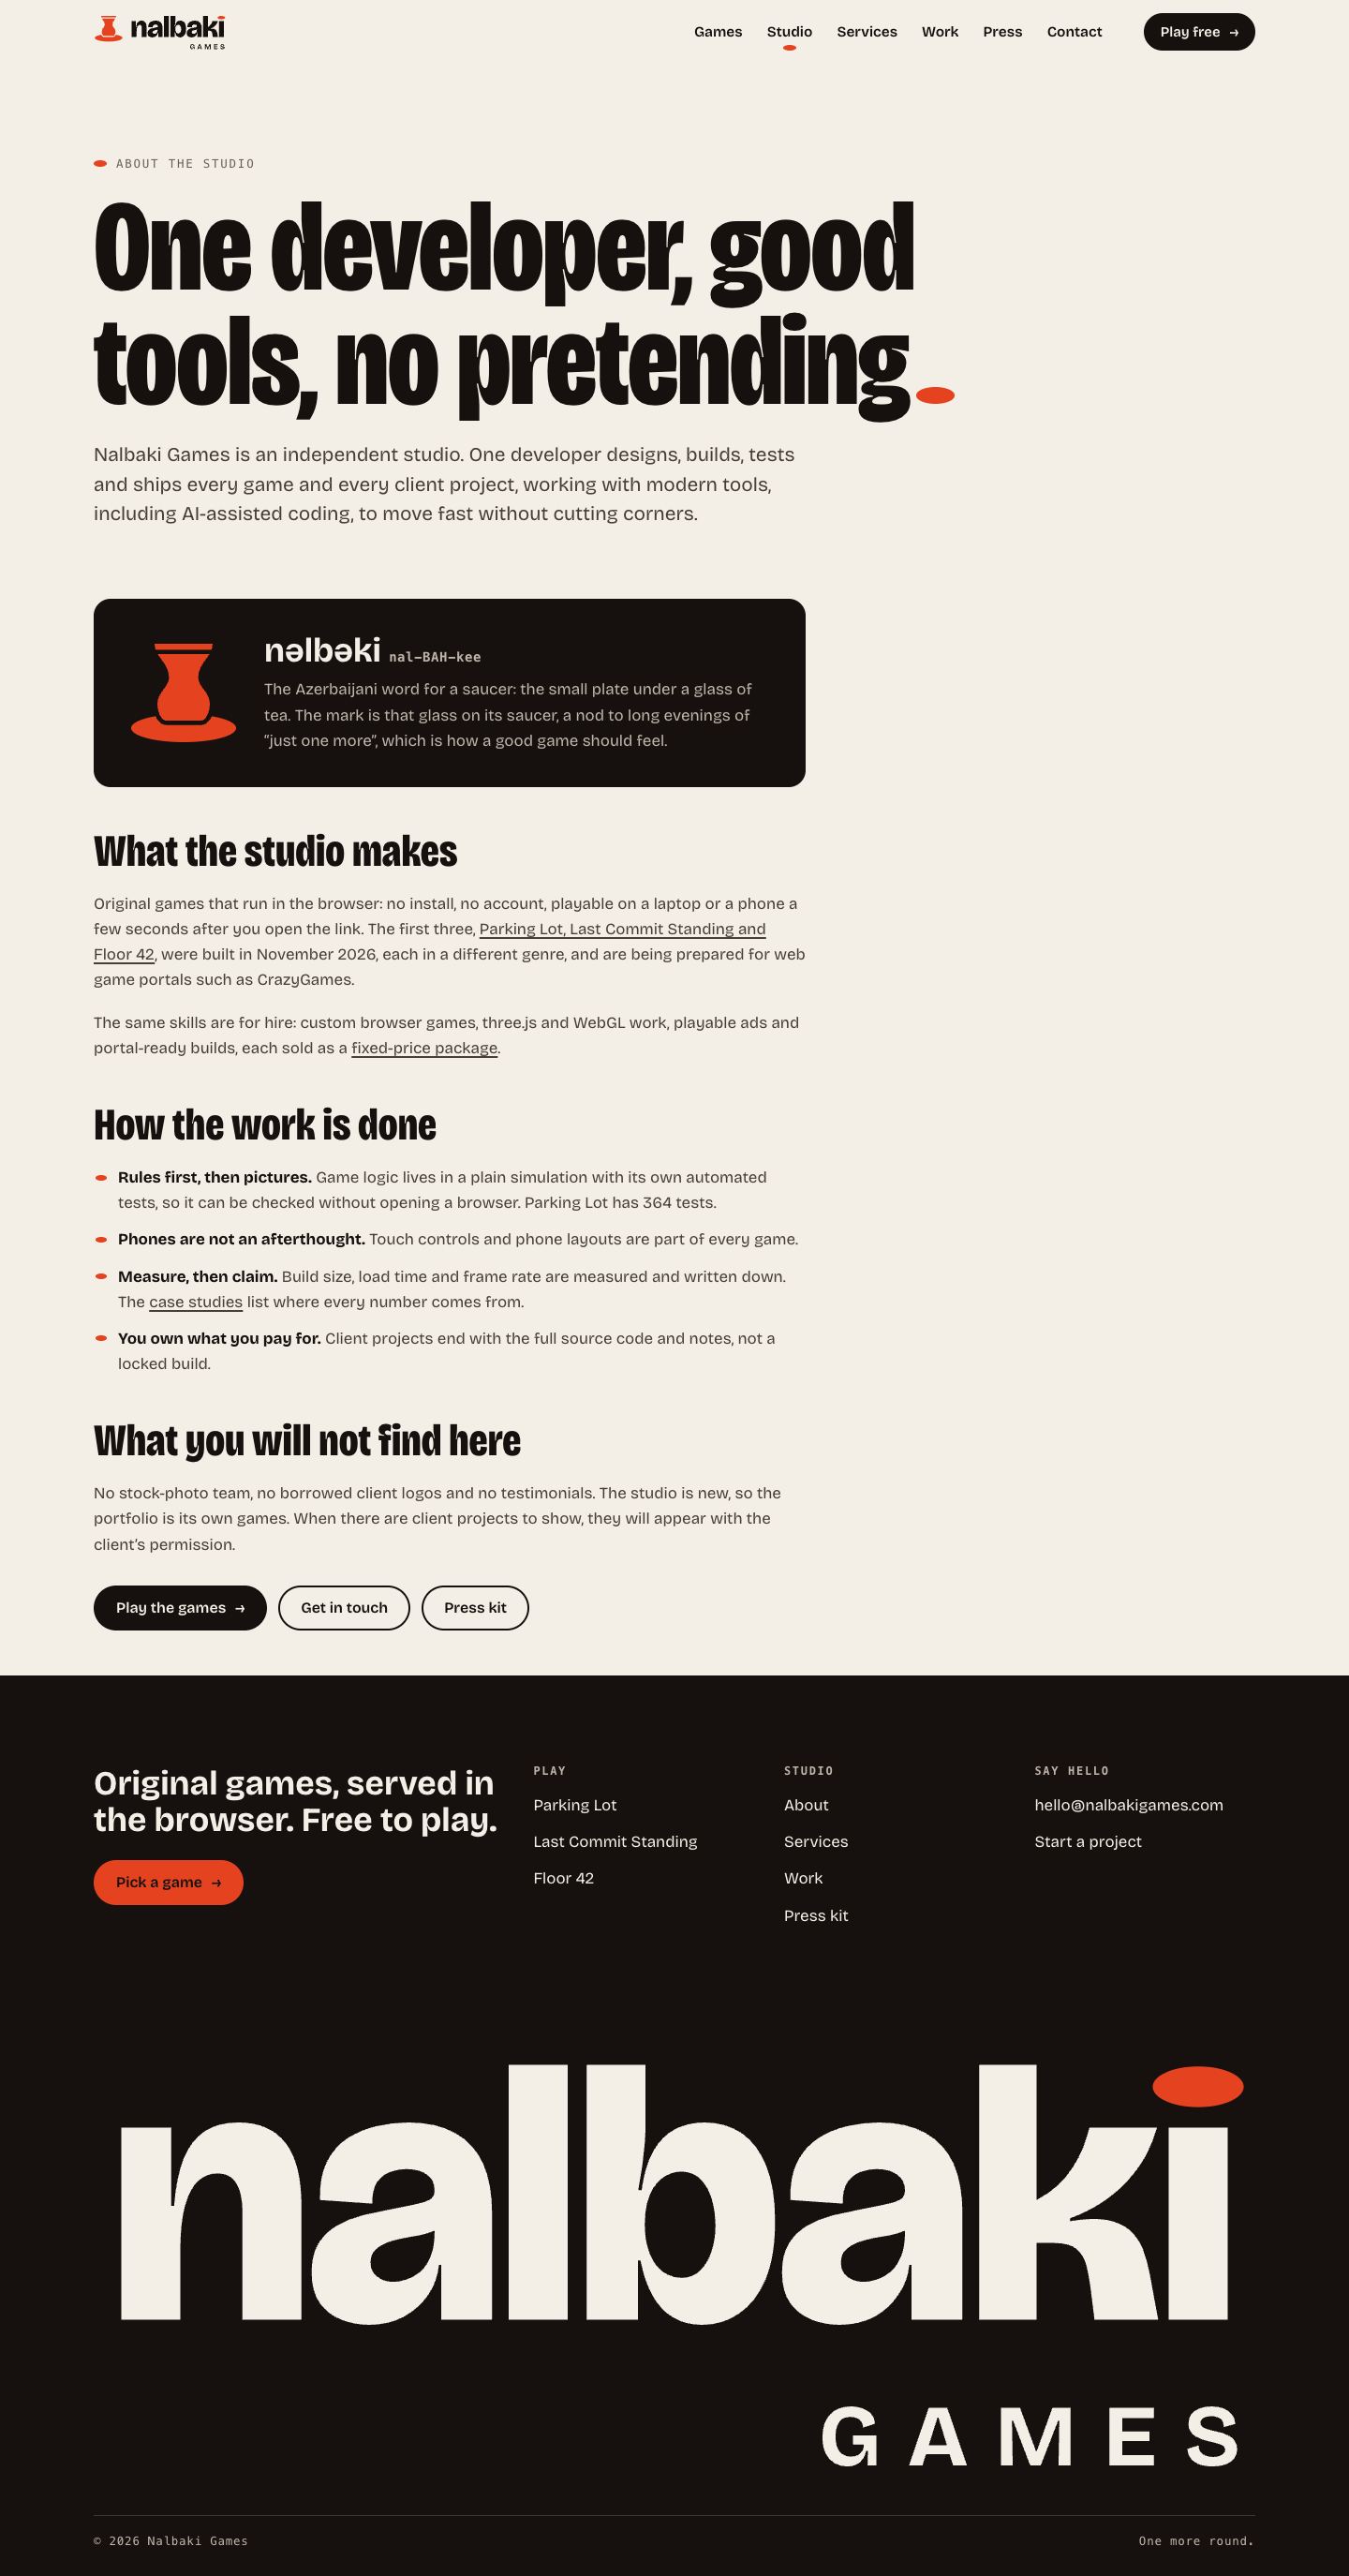 nalbaki
GAMES
Games Studio Services Work Press Contact Play free →
ABOUT THE STUDIO
One developer, good
tools, no pretending.
Nalbaki Games is an independent studio. One developer designs, builds, tests
and ships every game and every client project, working with modern tools,
including AI-assisted coding, to move fast without cutting corners.
nəlbəki nal-BAH-kee
The Azerbaijani word for a saucer: the small plate under a glass of
tea. The mark is that glass on its saucer, a nod to long evenings of
“just one more”, which is how a good game should feel.
What the studio makes
Original games that run in the browser: no install, no account, playable on a laptop or a phone a
few seconds after you open the link. The first three, Parking Lot, Last Commit Standing and
Floor 42, were built in November 2026, each in a different genre, and are being prepared for web
game portals such as CrazyGames.
The same skills are for hire: custom browser games, three.js and WebGL work, playable ads and
portal-ready builds, each sold as a fixed-price package.
How the work is done
Rules first, then pictures. Game logic lives in a plain simulation with its own automated
tests, so it can be checked without opening a browser. Parking Lot has 364 tests.
Phones are not an afterthought. Touch controls and phone layouts are part of every game.
Measure, then claim. Build size, load time and frame rate are measured and written down.
The case studies list where every number comes from.
You own what you pay for. Client projects end with the full source code and notes, not a
locked build.
What you will not find here
No stock-photo team, no borrowed client logos and no testimonials. The studio is new, so the
portfolio is its own games. When there are client projects to show, they will appear with the
client’s permission.
Play the games → Get in touch Press kit
Original games, served in
the browser. Free to play.
Pick a game →
PLAY
Parking Lot
Last Commit Standing
Floor 42
STUDIO
About
Services
Work
Press kit
SAY HELLO
hello@nalbakigames.com
Start a project
nalbaki
GAMES
© 2026 Nalbaki Games
One more round.